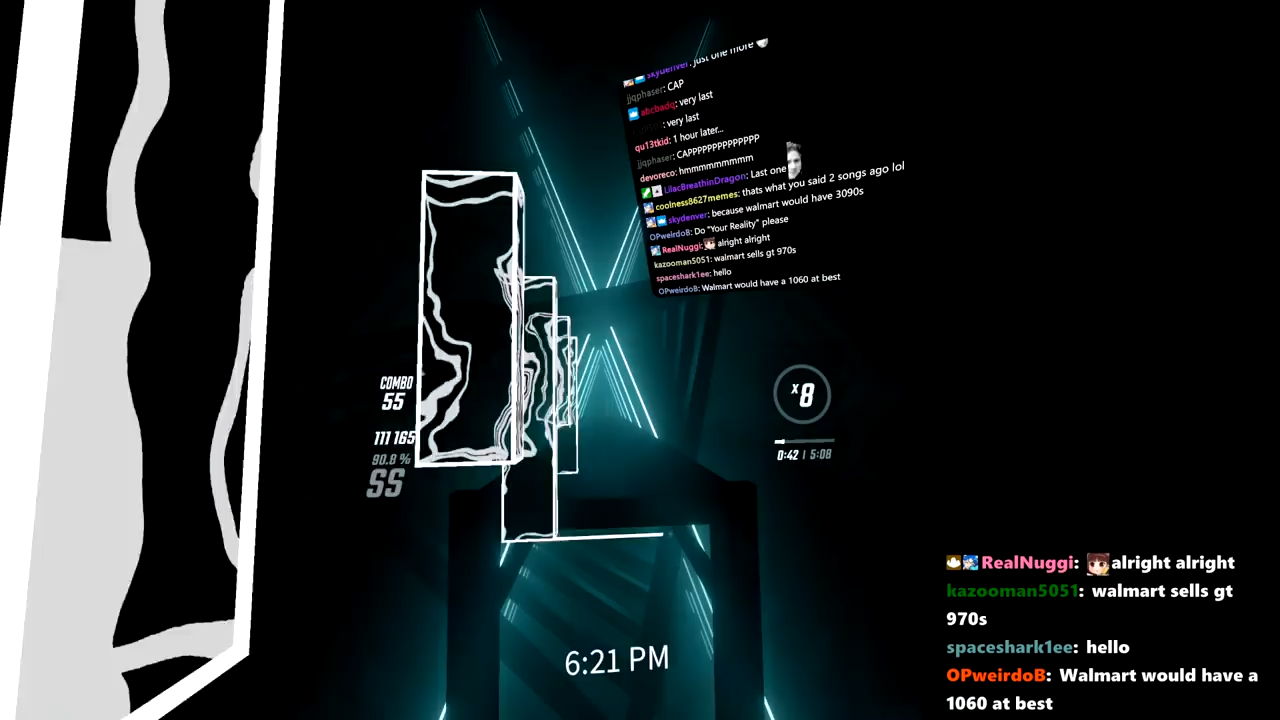 skydenver: just one more
jjqphaser: CAP
abcbadq: very last
: very last
qu13tkid: 1 hour later...
jjqphaser: CAPPPPPPPPPPPPP
devoreco: hmmmmmmmmm
LilacBreathinDragon: Last one
coolness8627memes: thats what you said 2 songs ago lol
skydenver: because walmart would have 3090s
OPweirdoB: Do "Your Reality" please
RealNuggi: alright alright
kazooman5051: walmart sells gt 970s
spaceshark1ee: hello
OPweirdoB: Walmart would have a 1060 at best
COMBO
55
111 165
90.8 %
SS
x8
0:42 | 5:08
6:21 PM
RealNuggi: alright alright
kazooman5051: walmart sells gt
970s
spaceshark1ee: hello
OPweirdoB: Walmart would have a
1060 at best